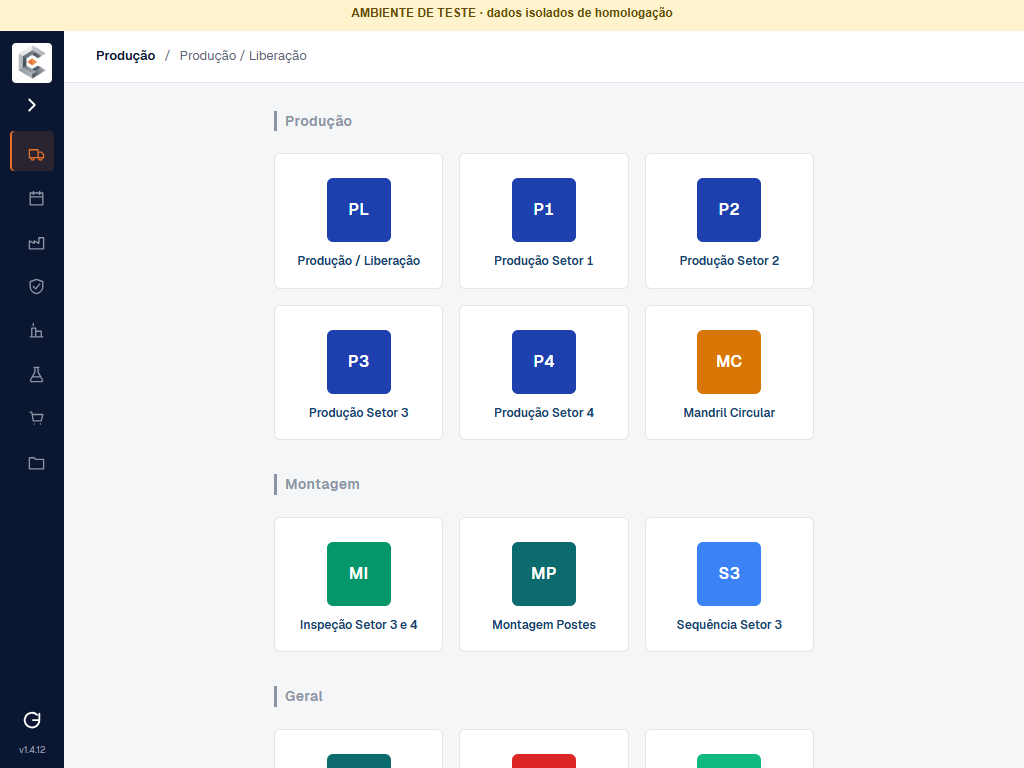 AMBIENTE DE TESTE · dados isolados de homologação
Produção / Produção / Liberação
Produção
PL
P1
P2
Produção / Liberação
Produção Setor 1
Produção Setor 2
P3
P4
MC
Produção Setor 3
Produção Setor 4
Mandril Circular
Montagem
MI
MP
S3
Inspeção Setor 3 e 4
Montagem Postes
Sequência Setor 3
Geral
v1.4.12